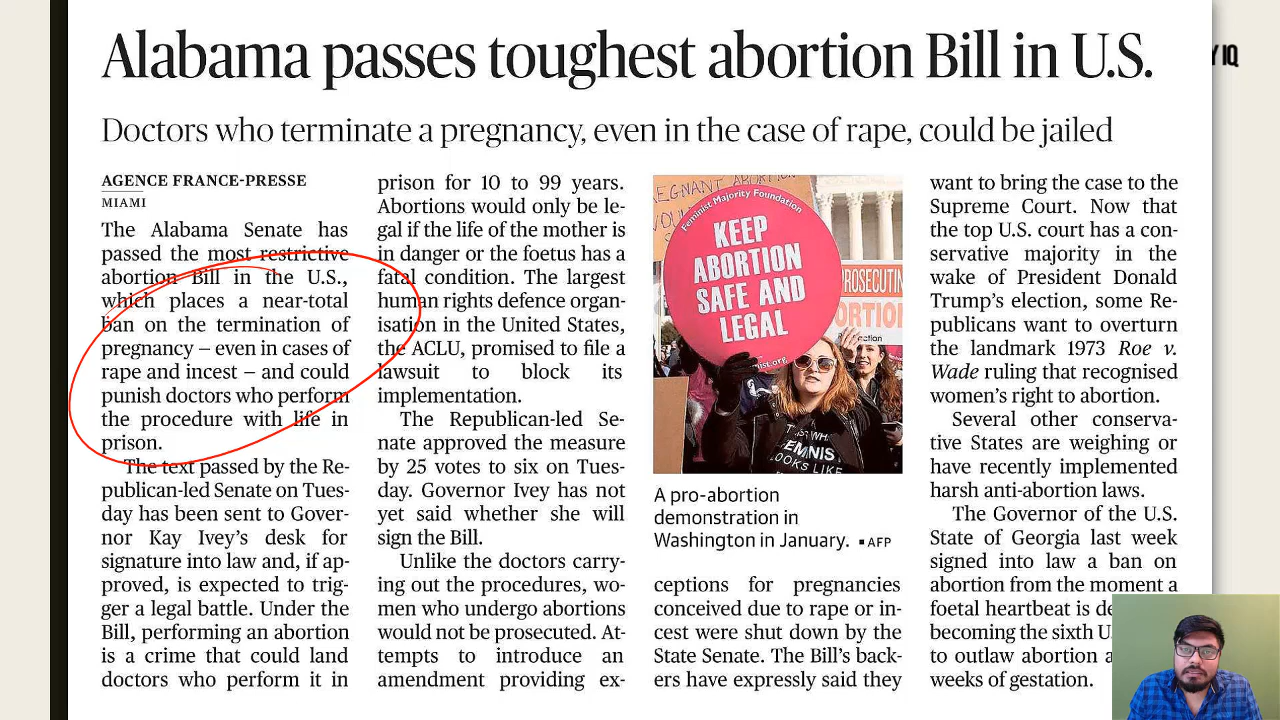 Alabama passes toughest abortion Bill in U.S.
Y IQ
Doctors who terminate a pregnancy, even in the case of rape, could be jailed
AGENCE FRANCE-PRESSE
MIAMI
The Alabama Senate has
passed the most restrictive
abortion Bill in the U.S.,
which places a near-total
ban on the termination of
pregnancy – even in cases of
rape and incest – and could
punish doctors who perform
the procedure with life in
prison.
The text passed by the Re-
publican-led Senate on Tues-
day has been sent to Gover-
nor Kay Ivey's desk for
signature into law and, if ap-
proved, is expected to trig-
ger a legal battle. Under the
Bill, performing an abortion
is a crime that could land
doctors who perform it in
prison for 10 to 99 years.
Abortions would only be le-
gal if the life of the mother is
in danger or the foetus has a
fatal condition. The largest
human rights defence organ-
isation in the United States,
the ACLU, promised to file a
lawsuit to block its
implementation.
The Republican-led Se-
nate approved the measure
by 25 votes to six on Tues-
day. Governor Ivey has not
yet said whether she will
sign the Bill.
Unlike the doctors carry-
ing out the procedures, wo-
men who undergo abortions
would not be prosecuted. At-
tempts to introduce an
amendment providing ex-
EGNANT ABORTION
Feminist Majority Foundation
KEEP
ABORTION
SAFE AND
LEGAL
ist.org
PROSECUTIN
ORTIO
THIS WHA
FEMINIS
LOOKS LIKE
A pro-abortion
demonstration in
Washington in January. ▪ AFP
ceptions for pregnancies
conceived due to rape or in-
cest were shut down by the
State Senate. The Bill's back-
ers have expressly said they
want to bring the case to the
Supreme Court. Now that
the top U.S. court has a con-
servative majority in the
wake of President Donald
Trump's election, some Re-
publicans want to overturn
the landmark 1973 Roe v.
Wade ruling that recognised
women's right to abortion.
Several other conserva-
tive States are weighing or
have recently implemented
harsh anti-abortion laws.
The Governor of the U.S.
State of Georgia last week
signed into law a ban on
abortion from the moment a
foetal heartbeat is de
becoming the sixth U
to outlaw abortion a
weeks of gestation.